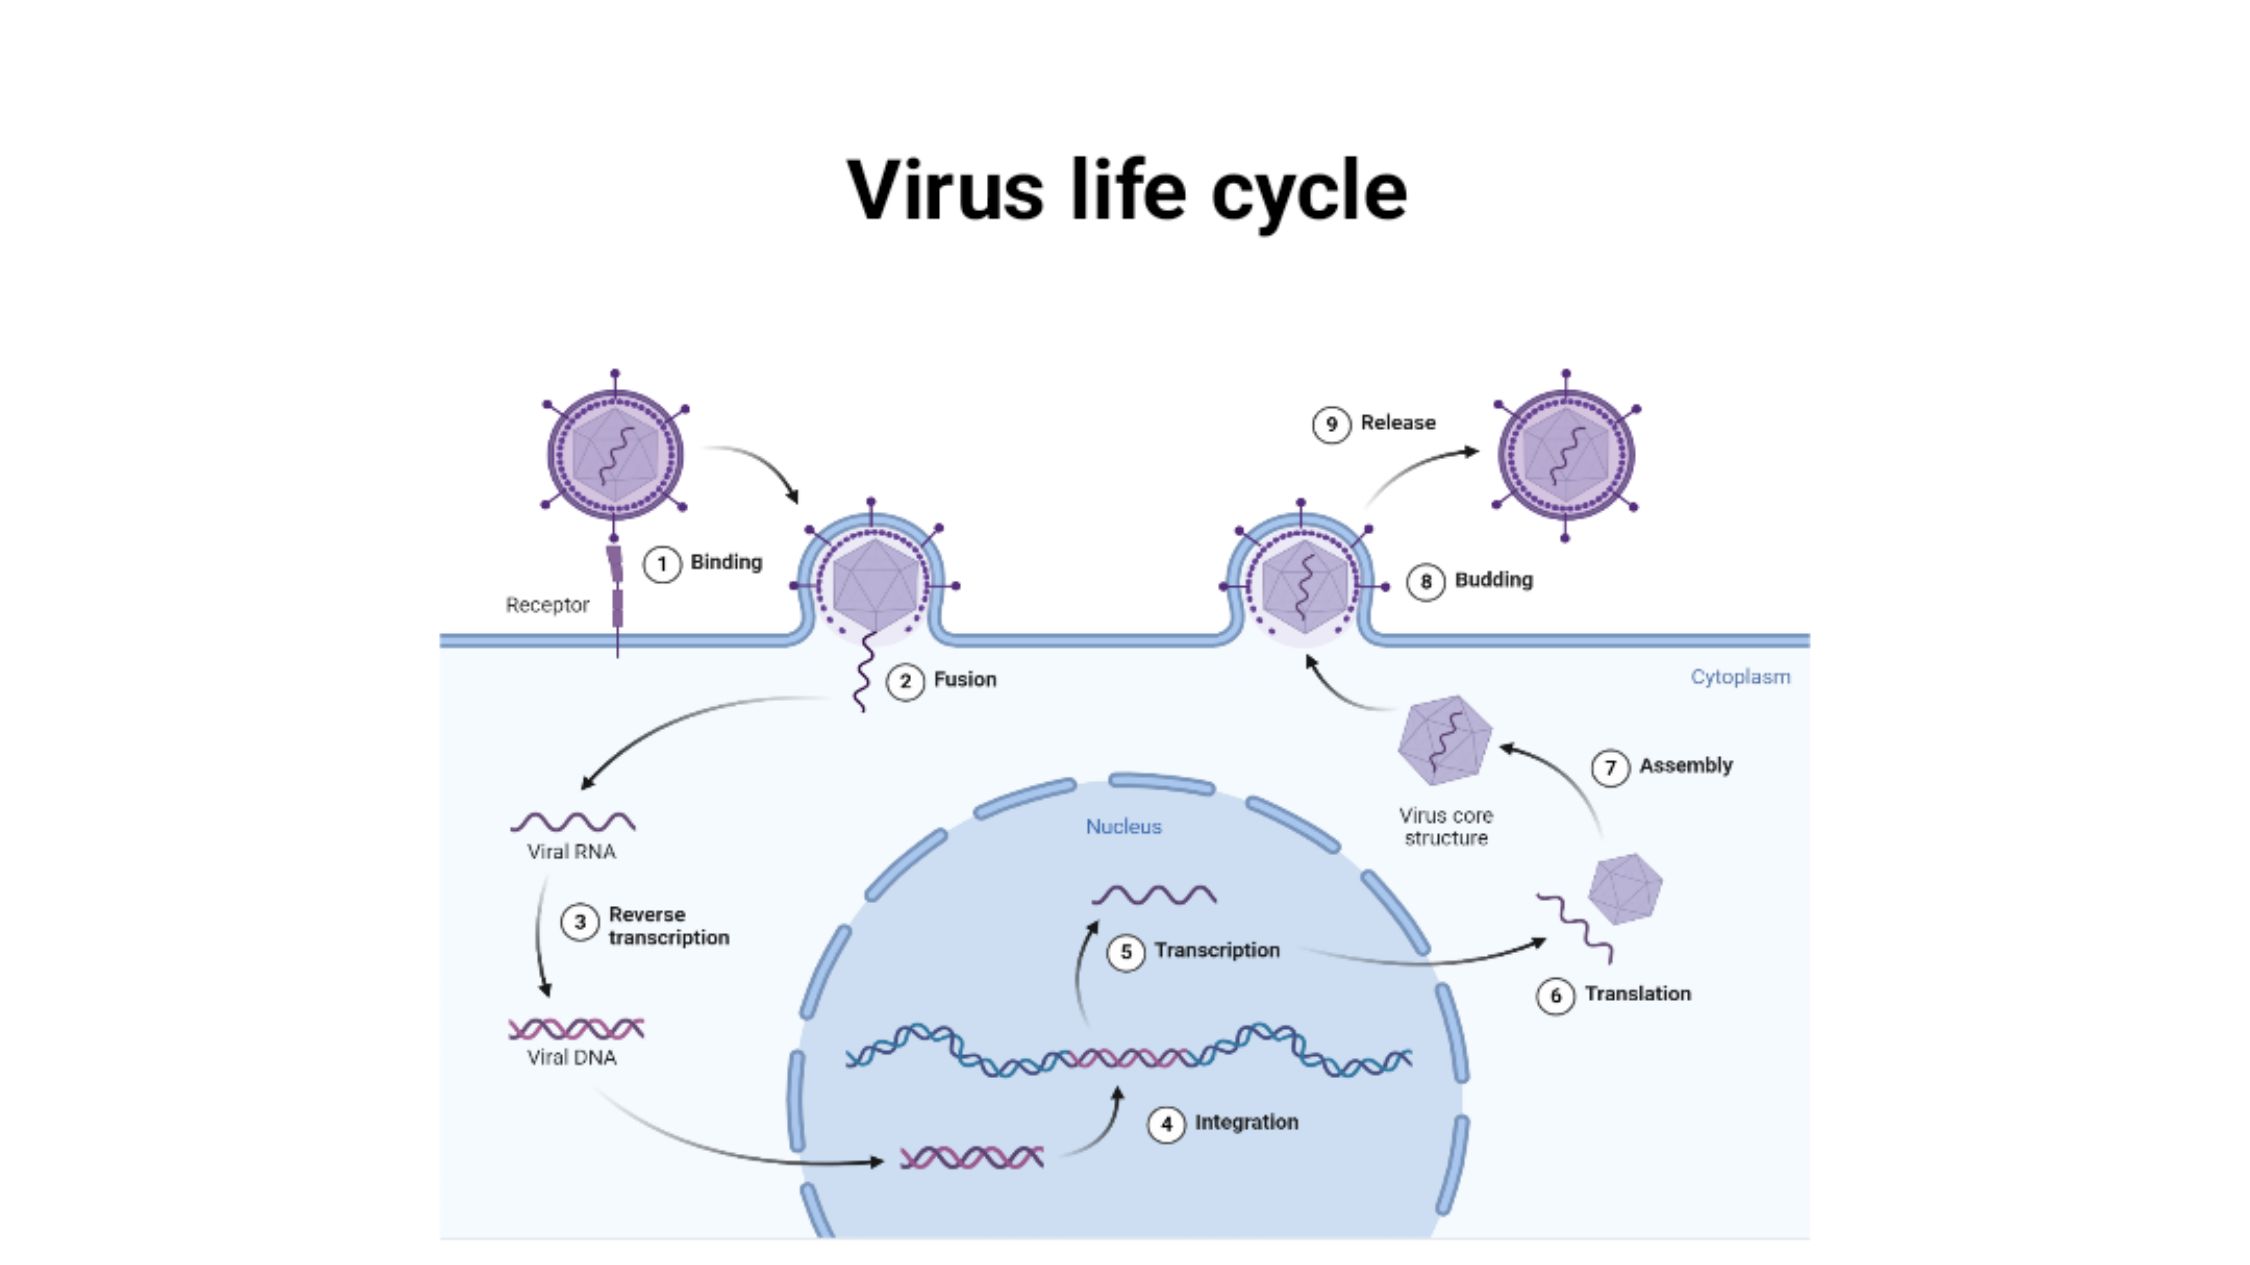 Virus life cycle
1 Binding
Receptor
2 Fusion
Viral RNA
3 Reverse
transcription
Viral DNA
Nucleus
4 Integration
5 Transcription
6 Translation
7 Assembly
Virus core
structure
Cytoplasm
8 Budding
9 Release